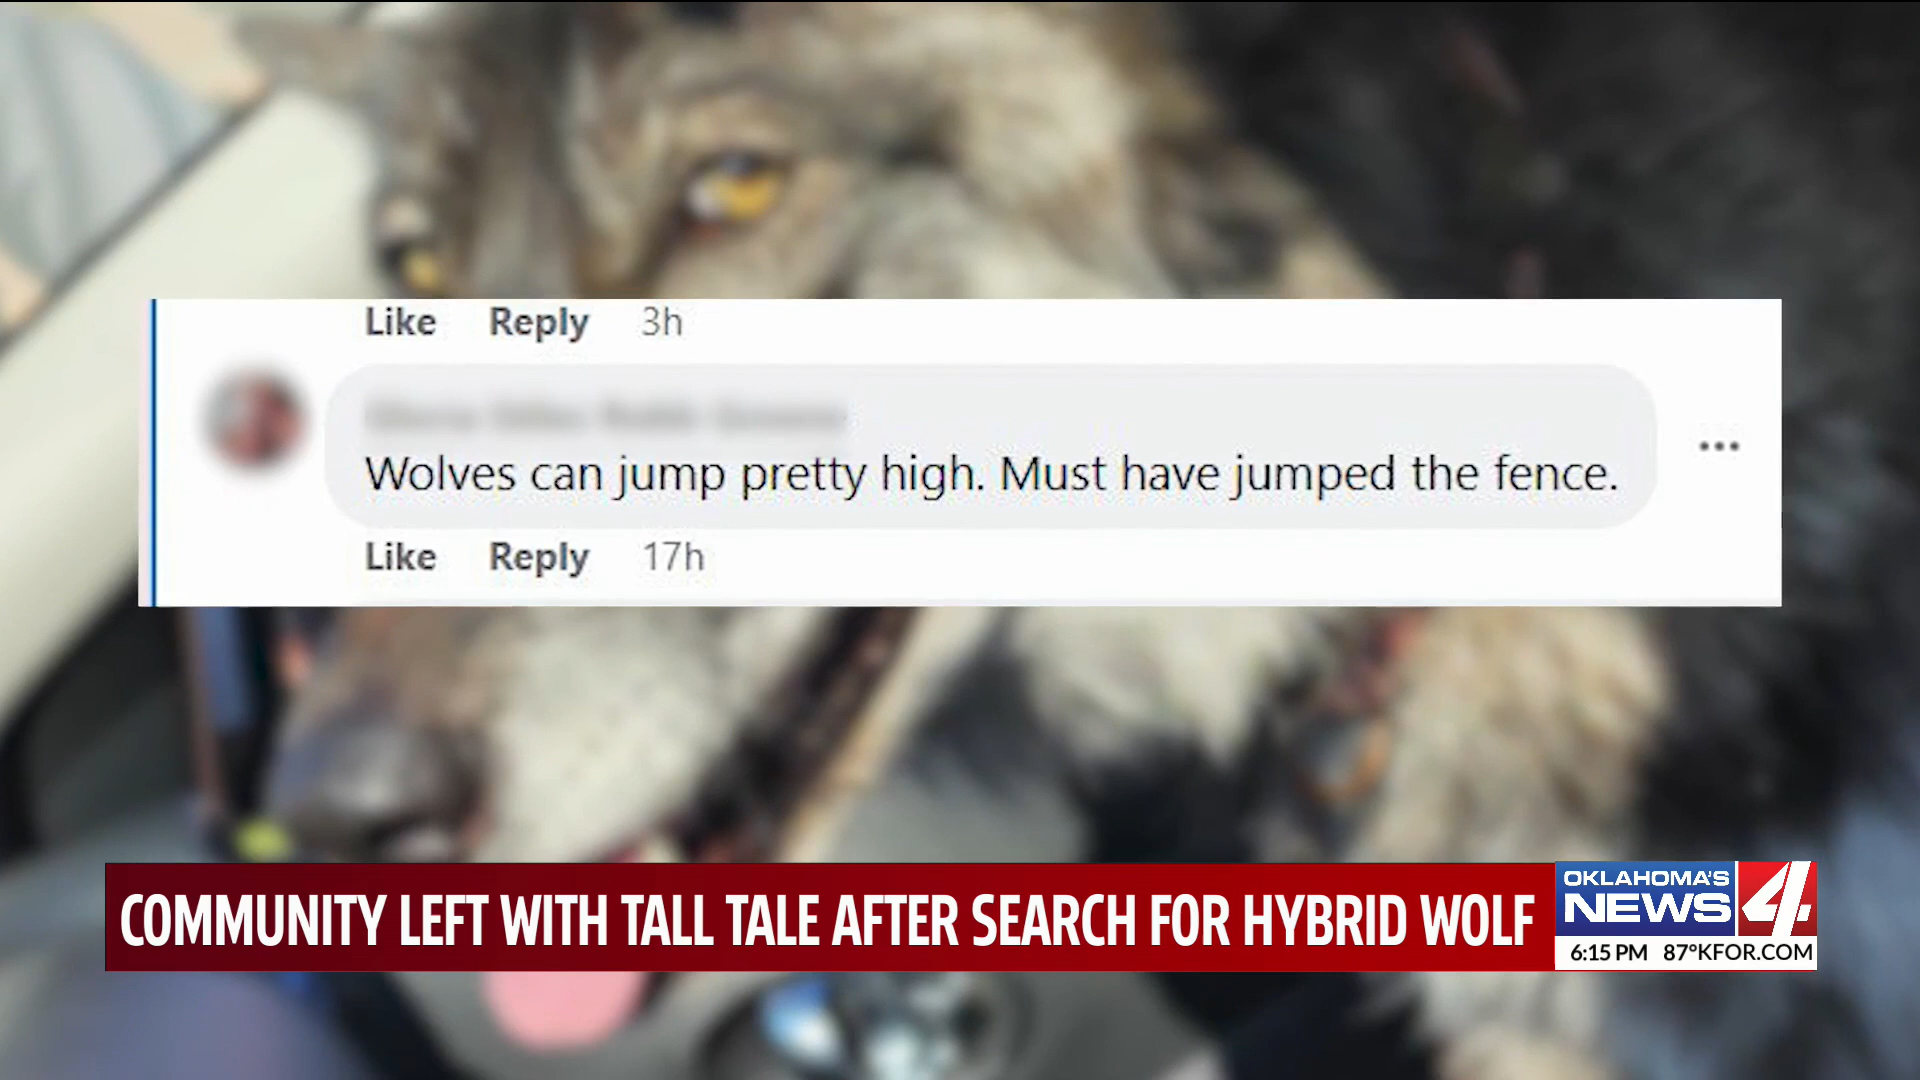 Like Reply 3h
Wolves can jump pretty high. Must have jumped the fence.
Like Reply 17h
COMMUNITY LEFT WITH TALL TALE AFTER SEARCH FOR HYBRID WOLF
OKLAHOMA'S
NEWS 4
6:15 PM 87° KFOR.COM